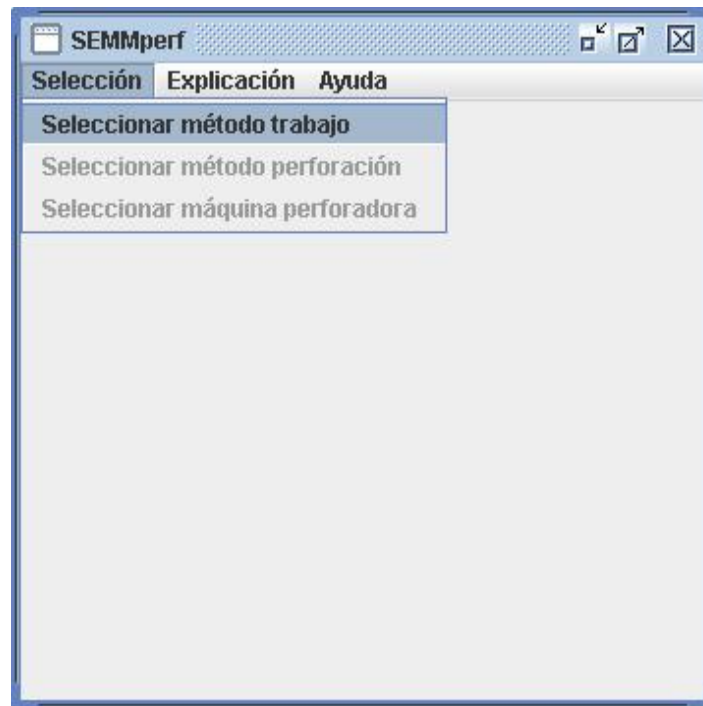 SEMMperf
Selección Explicación Ayuda
Seleccionar método trabajo
Seleccionar método perforación
Seleccionar máquina perforadora